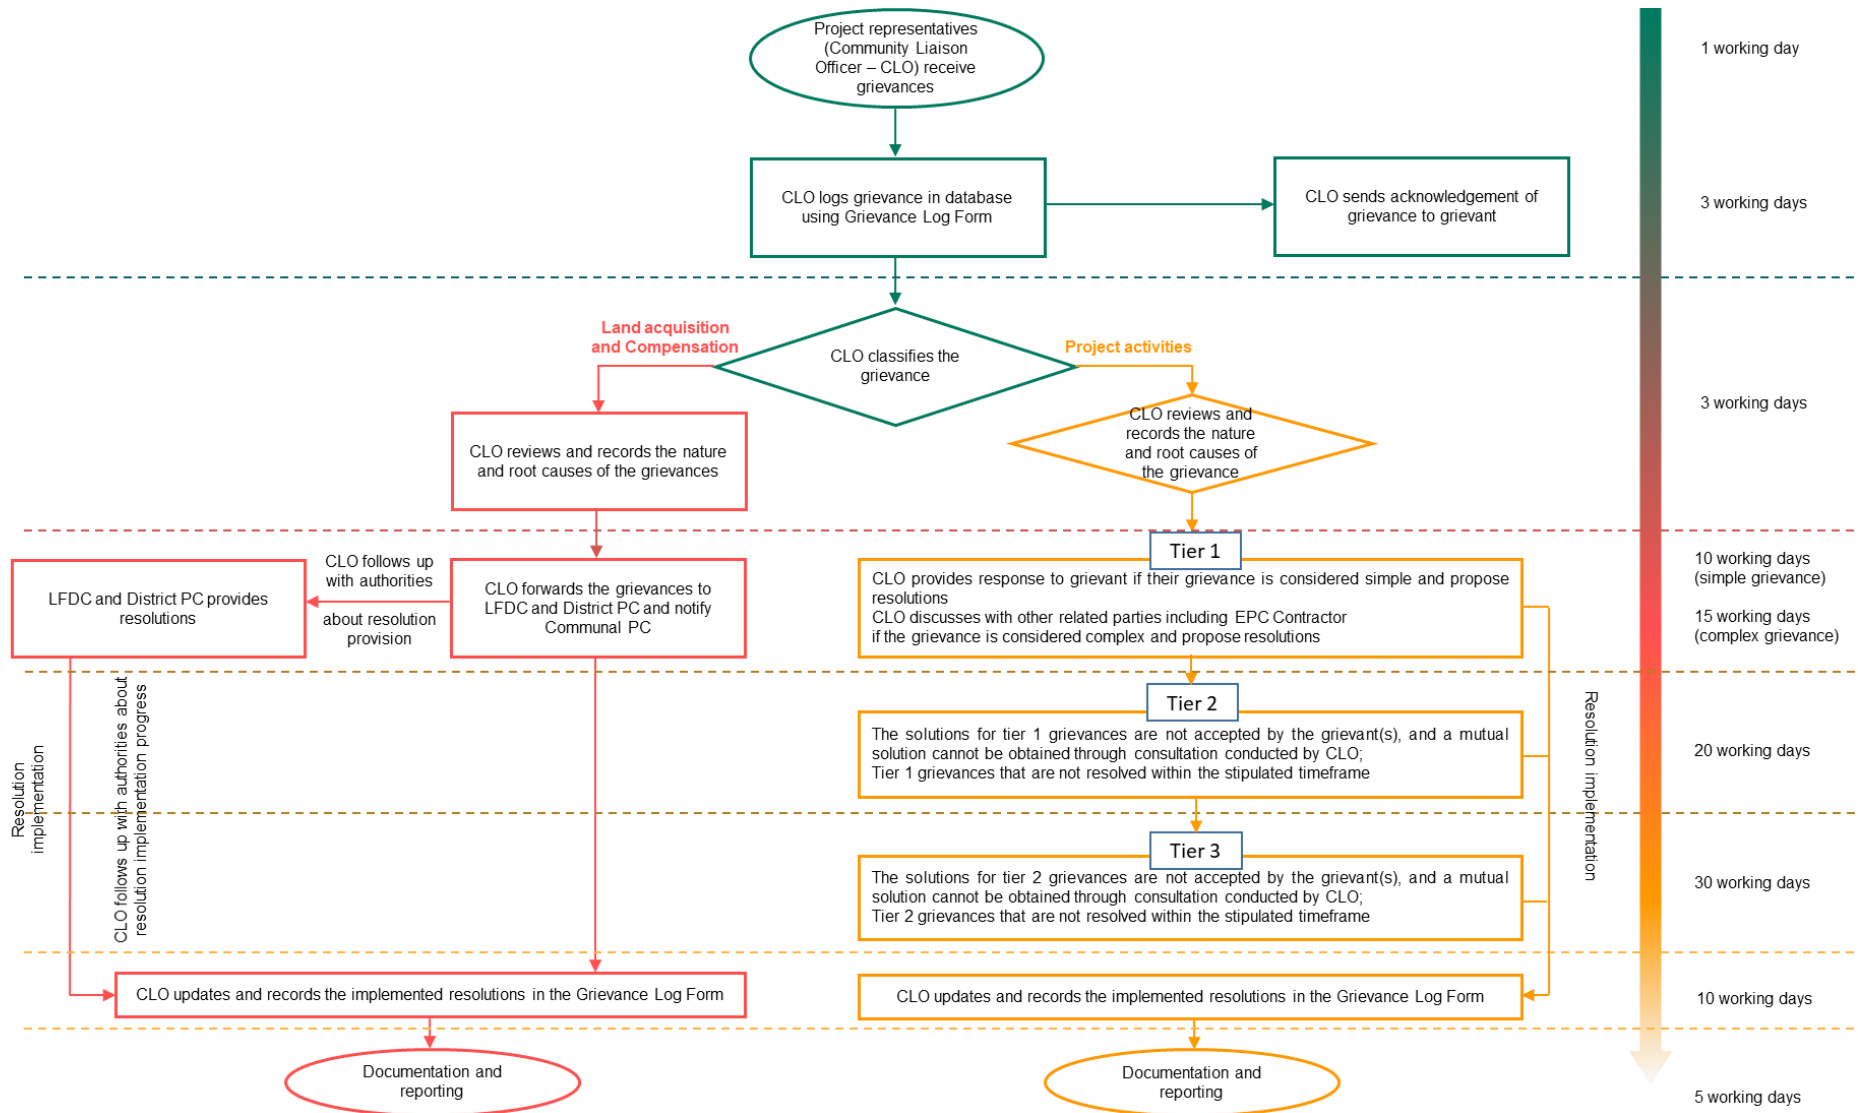 Project representatives
(Community Liaison
Officer – CLO) receive
grievances
1 working day
CLO logs grievance in database
using Grievance Log Form
CLO sends acknowledgement of
grievance to grievant
3 working days
Land acquisition
and Compensation
CLO classifies the
grievance
Project activities
3 working days
CLO reviews and records the nature
and root causes of the grievances
CLO reviews and
records the nature
and root causes of
the grievance
LFDC and District PC provides
resolutions
CLO follows up
with authorities
about resolution
provision
CLO forwards the grievances to
LFDC and District PC and notify
Communal PC
Tier 1
CLO provides response to grievant if their grievance is considered simple and propose
resolutions
CLO discusses with other related parties including EPC Contractor
if the grievance is considered complex and propose resolutions
10 working days
(simple grievance)
15 working days
(complex grievance)
Resolution
implementation
CLO follows up with authorities about
resolution implementation progress
Tier 2
The solutions for tier 1 grievances are not accepted by the grievant(s), and a mutual
solution cannot be obtained through consultation conducted by CLO;
Tier 1 grievances that are not resolved within the stipulated timeframe
Resolution implementation
20 working days
Tier 3
The solutions for tier 2 grievances are not accepted by the grievant(s), and a mutual
solution cannot be obtained through consultation conducted by CLO;
Tier 2 grievances that are not resolved within the stipulated timeframe
30 working days
CLO updates and records the implemented resolutions in the Grievance Log Form
CLO updates and records the implemented resolutions in the Grievance Log Form
10 working days
Documentation and
reporting
Documentation and
reporting
5 working days